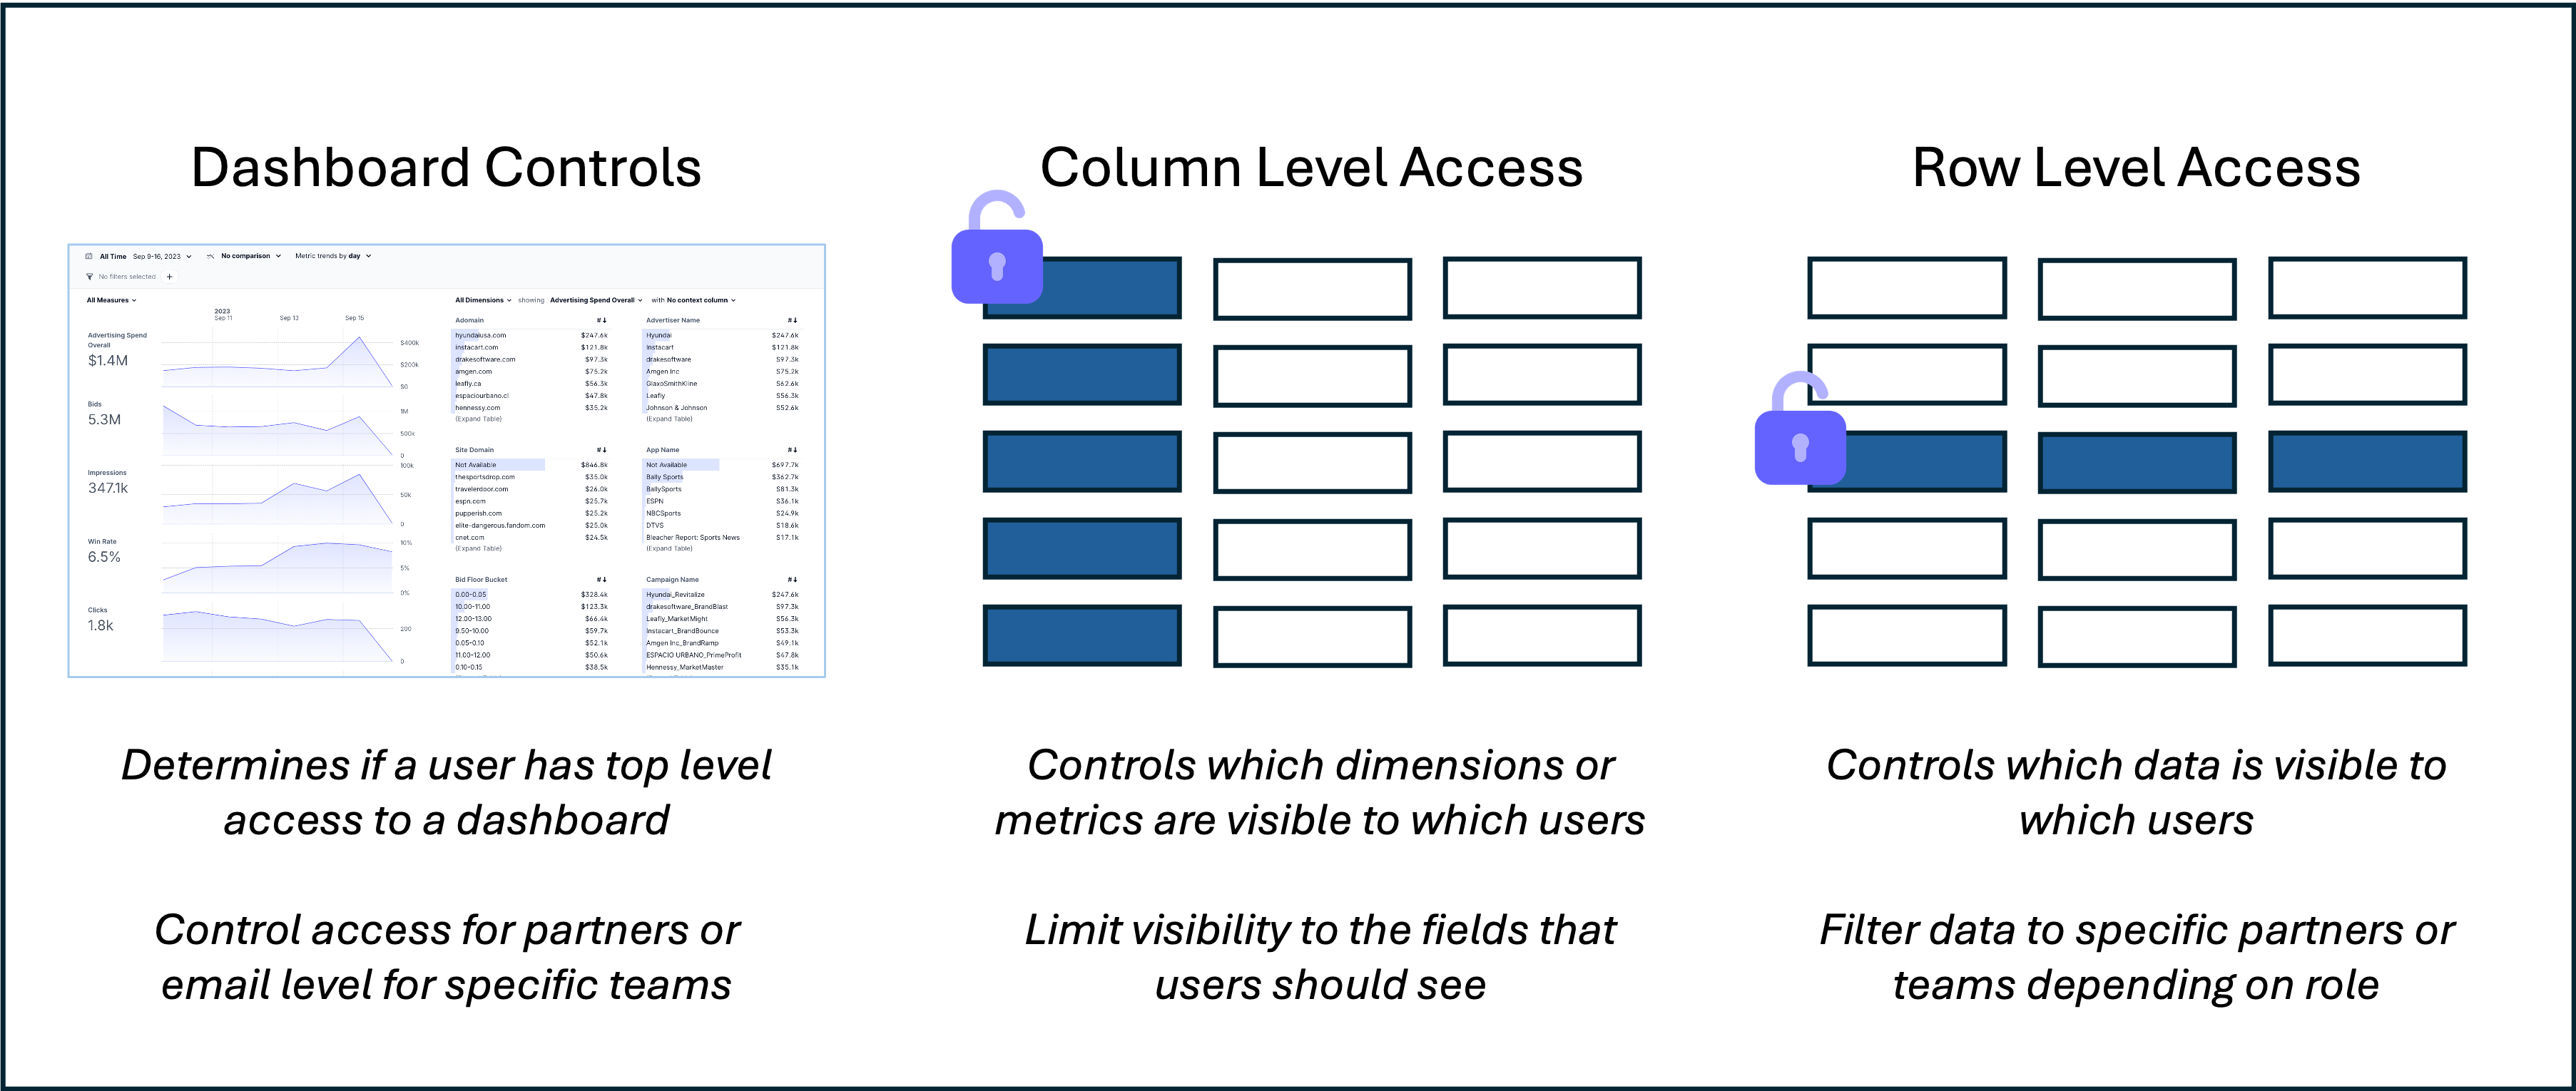 Dashboard Controls
Column Level Access
Row Level Access
All Time Sep 9-16, 2023 No comparison Metric trends by day
No filters selected +
All Measures
2023
Sep 11 Sep 13 Sep 15
Advertising Spend
Overall
$1.4M
$400k
$200k
$0
Bids
5.3M
1M
500k
0
Impressions
347.1k
100k
50k
0
Win Rate
6.5%
10%
5%
0%
Clicks
1.8k
200
0
All Dimensions showing Advertising Spend Overall with No context column
Adomain #↓
hyundaiusa.com $247.6k
instacart.com $121.8k
drakesoftware.com $97.3k
amgen.com $75.2k
leafly.ca $56.3k
espaciourbano.cl $47.8k
hennessy.com $35.2k
(Expand Table)
Advertiser Name #↓
Hyundai $247.6k
Instacart $121.8k
drakesoftware $97.3k
Amgen Inc $75.2k
GlaxoSmithKline $62.6k
Leafly $56.3k
Johnson & Johnson $52.6k
(Expand Table)
Site Domain #↓
Not Available $846.8k
thesportsdrop.com $35.0k
travelerdoor.com $26.0k
espn.com $25.7k
pupperish.com $25.2k
elite-dangerous.fandom.com $25.0k
cnet.com $24.5k
(Expand Table)
App Name #↓
Not Available $697.7k
Bally Sports $362.7k
BallySports $81.3k
ESPN $36.1k
NBCSports $24.9k
DTVS $18.6k
Bleacher Report: Sports News $17.1k
(Expand Table)
Bid Floor Bucket #↓
0.00-0.05 $328.4k
10.00-11.00 $123.3k
12.00-13.00 $66.4k
9.50-10.00 $59.7k
0.05-0.10 $52.1k
11.00-12.00 $50.6k
0.10-0.15 $38.5k
Campaign Name #↓
Hyundai_Revitalize $247.6k
drakesoftware_BrandBlast $97.3k
Leafly_MarketMight $56.3k
Instacart_BrandBounce $53.3k
Amgen Inc_BrandRamp $49.1k
ESPACIO URBANO_PrimeProfit $47.8k
Hennessy_MarketMaster $35.1k
Determines if a user has top level
access to a dashboard
Control access for partners or
email level for specific teams
Controls which dimensions or
metrics are visible to which users
Limit visibility to the fields that
users should see
Controls which data is visible to
which users
Filter data to specific partners or
teams depending on role